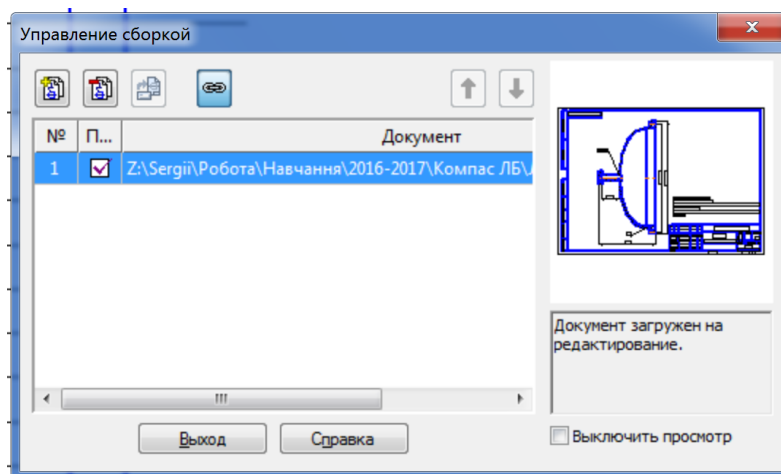 Управление сборкой
№ П... Документ
1 Z:\Sergii\Робота\Навчання\2016-2017\Компас ЛБ\
Документ загружен на
редактирование.
Выход Справка
Выключить просмотр